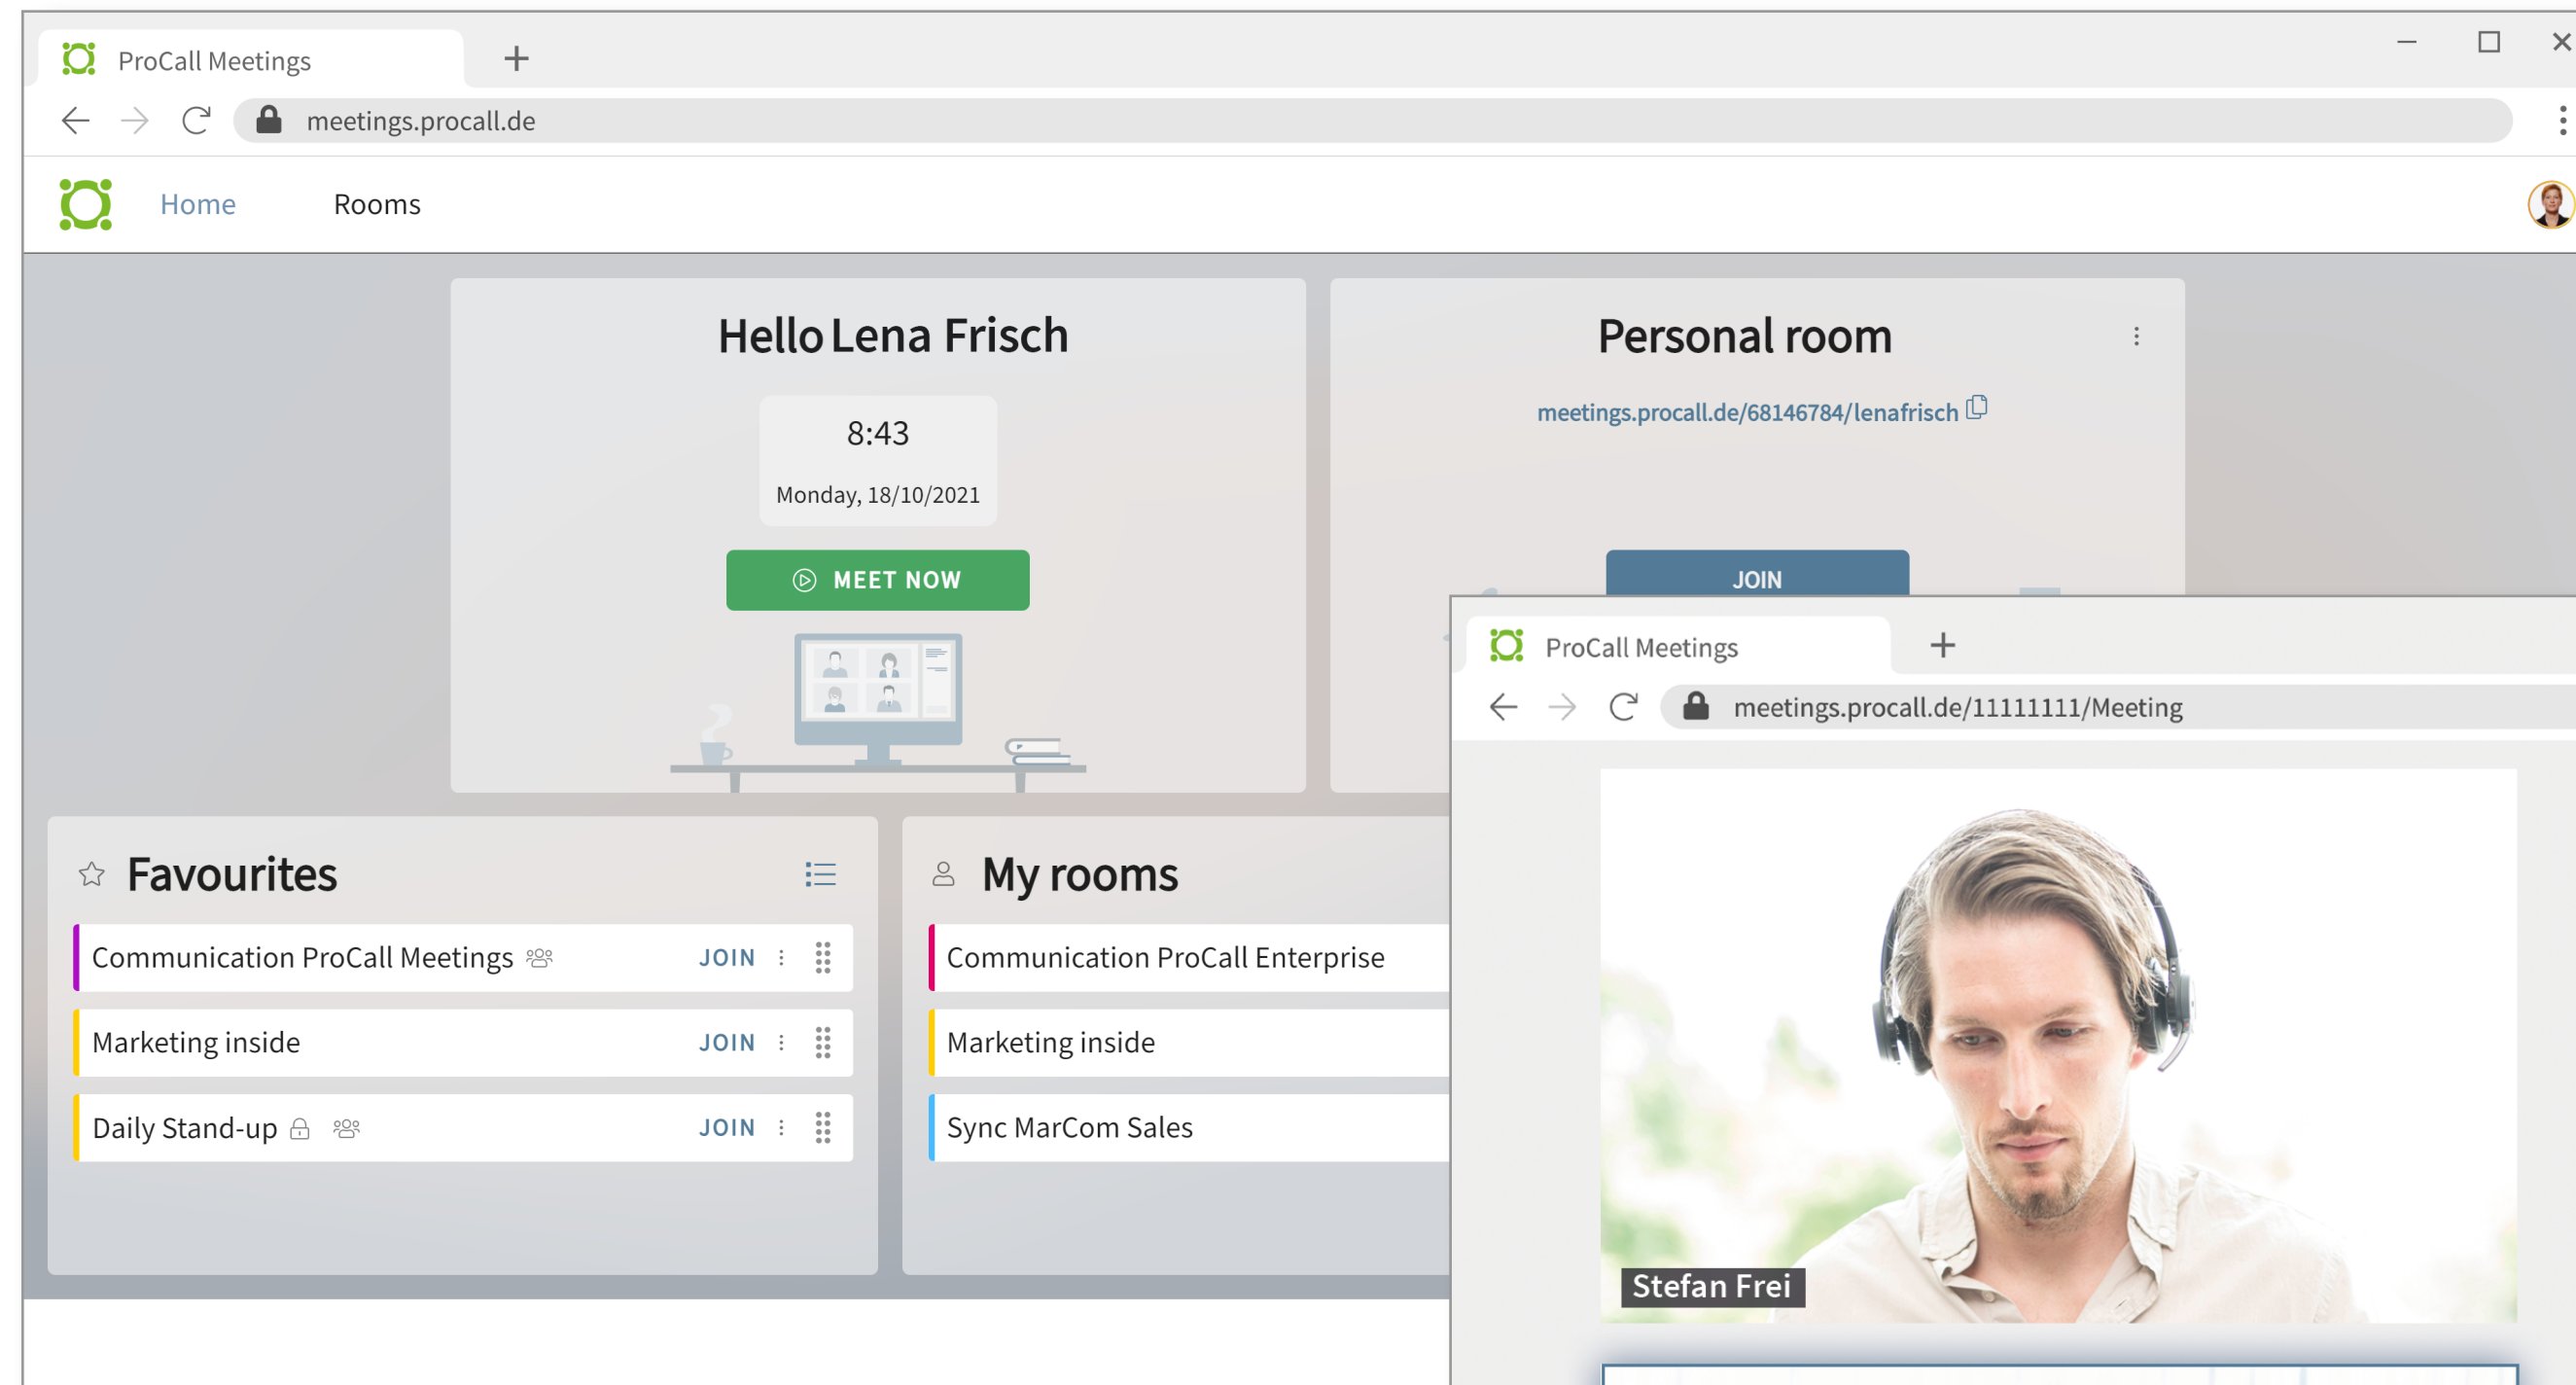 ProCall Meetings
meetings.procall.de
Home
Rooms
Hello Lena Frisch
8:43
Monday, 18/10/2021
MEET NOW
Personal room
meetings.procall.de/68146784/lenafrisch
JOIN
Favourites
Communication ProCall Meetings JOIN
Marketing inside JOIN
Daily Stand-up JOIN
My rooms
Communication ProCall Enterprise
Marketing inside
Sync MarCom Sales
ProCall Meetings
meetings.procall.de/11111111/Meeting
Stefan Frei